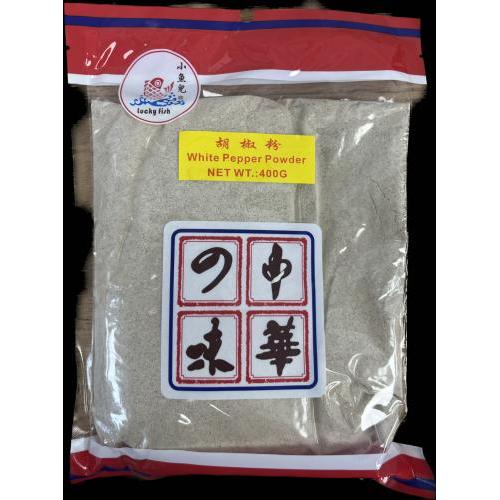 小魚兒
lucky fish
胡椒粉
White Pepper Powder
NET WT.:400G
中華
の味